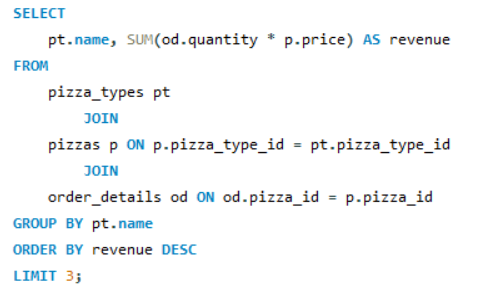 SELECT
pt.name, SUM(od.quantity * p.price) AS revenue
FROM
pizza_types pt
JOIN
pizzas p ON p.pizza_type_id = pt.pizza_type_id
JOIN
order_details od ON od.pizza_id = p.pizza_id
GROUP BY pt.name
ORDER BY revenue DESC
LIMIT 3;